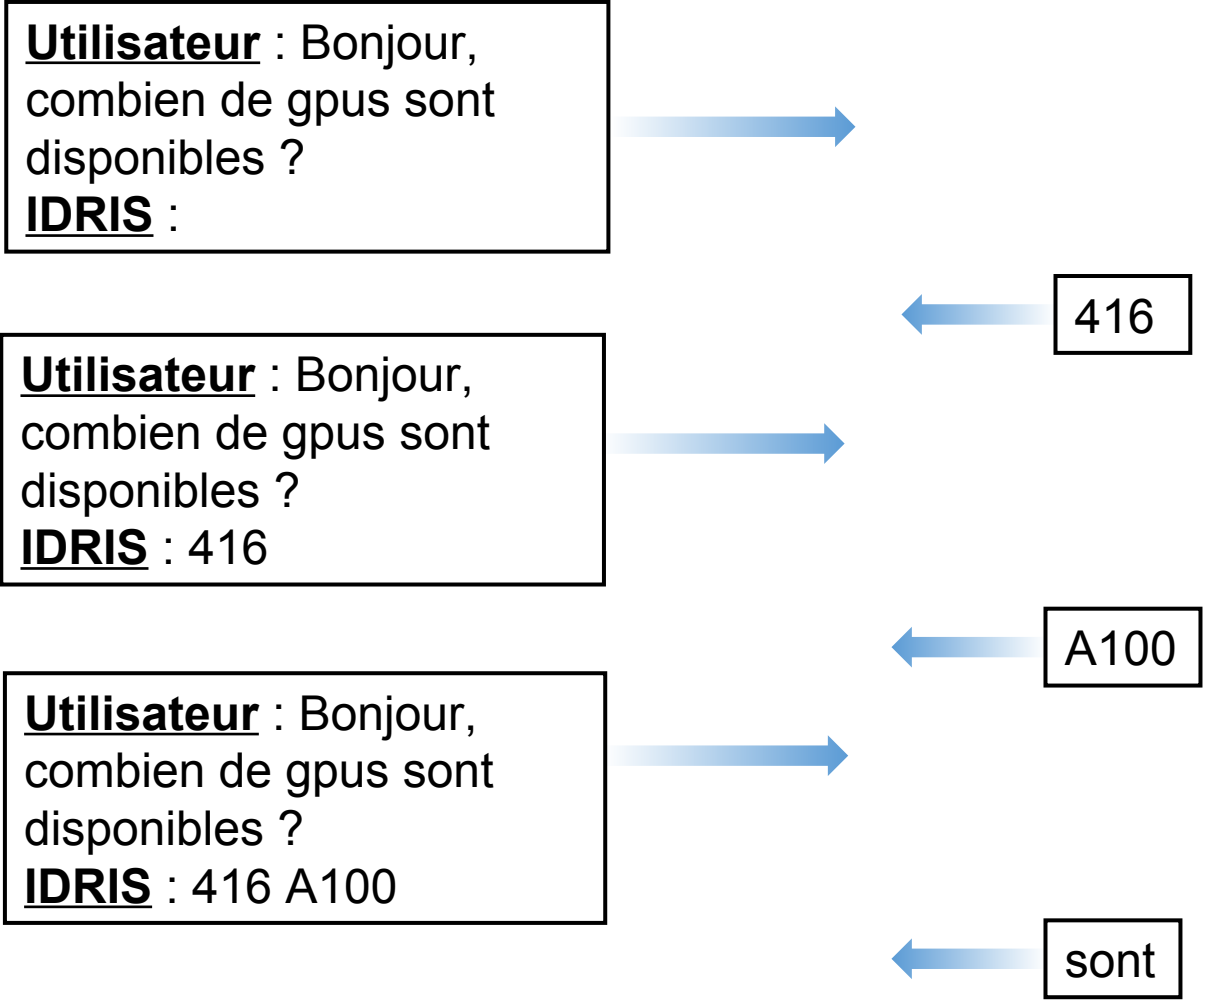 Utilisateur : Bonjour,
combien de gpus sont
disponibles ?
IDRIS :
416
Utilisateur : Bonjour,
combien de gpus sont
disponibles ?
IDRIS : 416
A100
Utilisateur : Bonjour,
combien de gpus sont
disponibles ?
IDRIS : 416 A100
sont